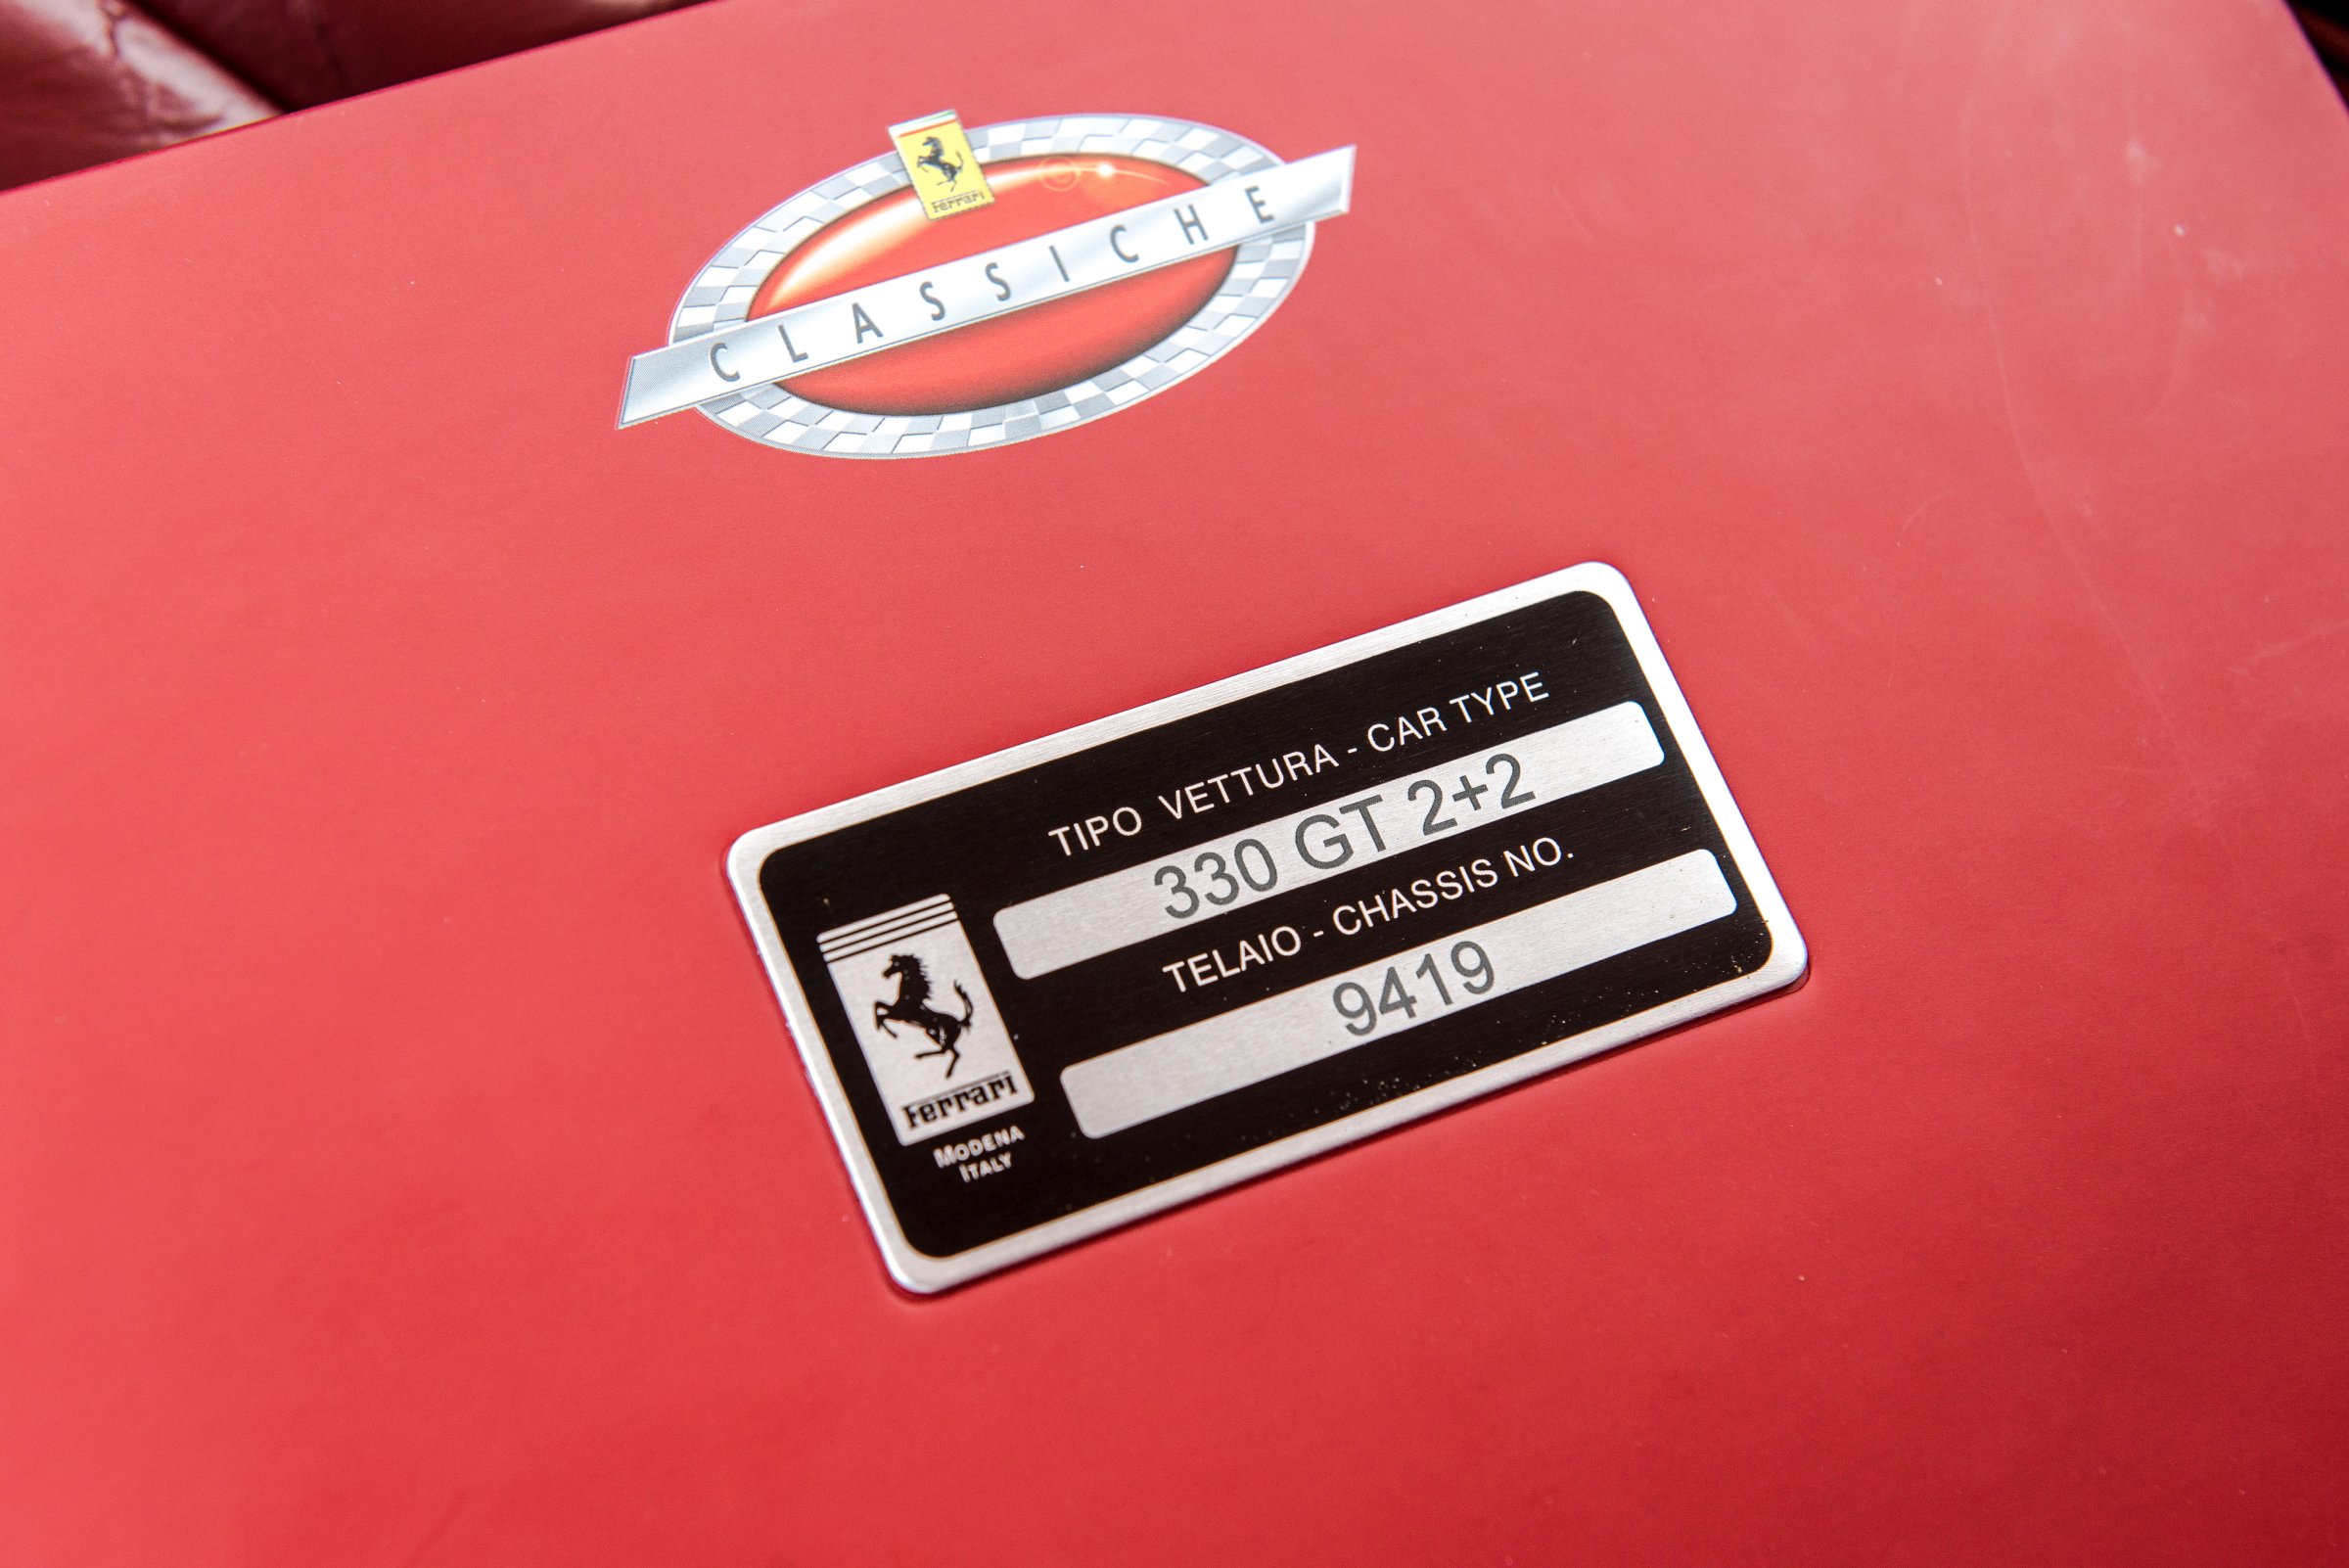 Ferrari
CLASSICHE
TIPO VETTURA - CAR TYPE
330 GT 2+2
TELAIO - CHASSIS NO.
9419
Ferrari
MODENA
ITALY